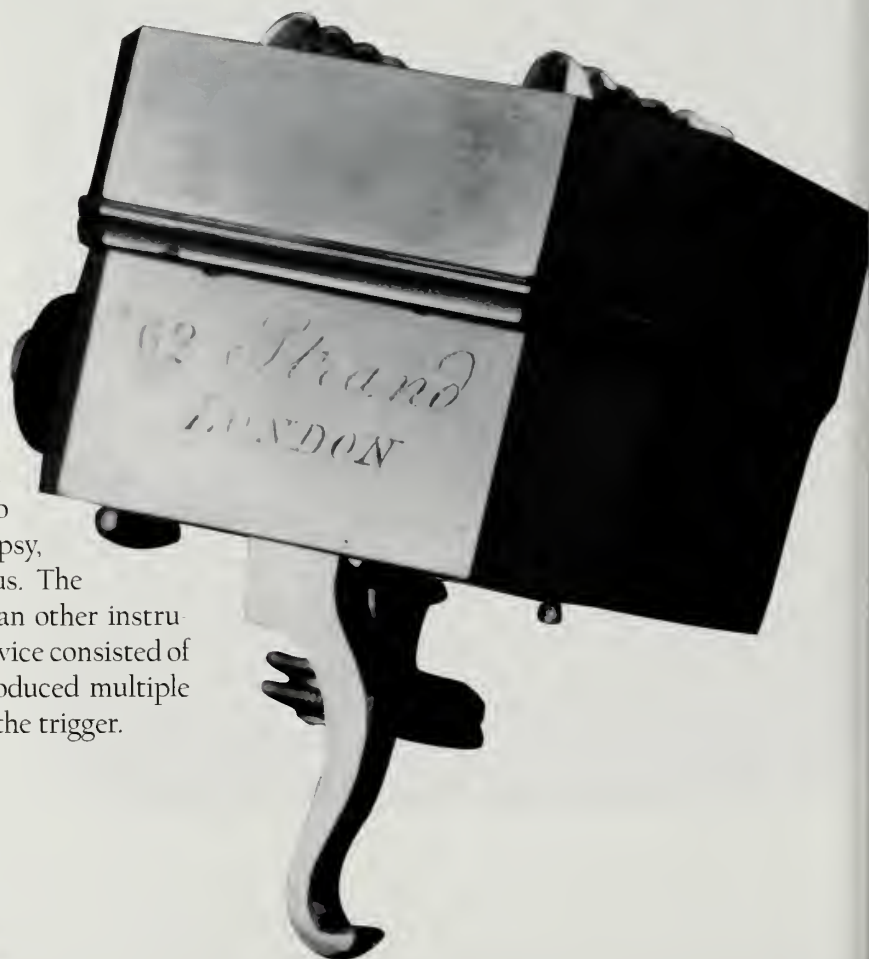 62 Strand
LONDON
psy,
us. The
an other instru-
vice consisted of
oduced multiple
the trigger.